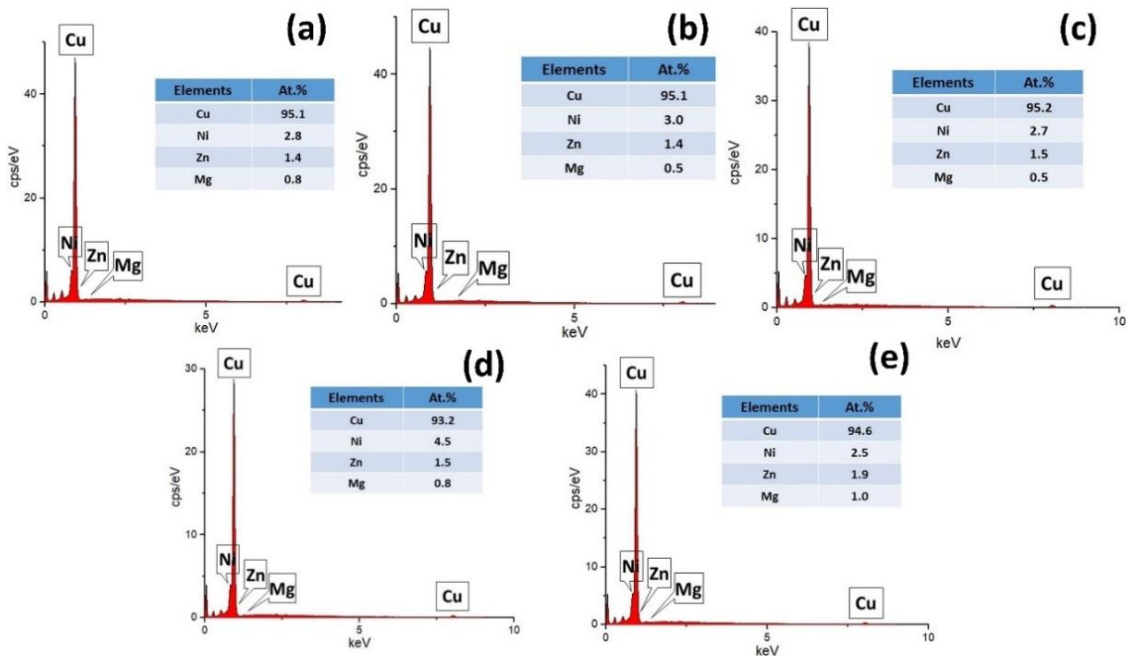 (a)
Cu
40
20
0
0
5
cps/eV
keV
Elements At.%
Cu 95.1
Ni 2.8
Zn 1.4
Mg 0.8
Ni
Zn
Mg
Cu
(b)
Cu
40
20
0
0
5
cps/eV
keV
Elements At.%
Cu 95.1
Ni 3.0
Zn 1.4
Mg 0.5
Ni
Zn
Mg
Cu
(c)
Cu
40
30
20
10
0
0
5
10
cps/eV
keV
Elements At.%
Cu 95.2
Ni 2.7
Zn 1.5
Mg 0.5
Ni
Zn
Mg
Cu
(d)
Cu
30
20
10
0
0
5
10
cps/eV
keV
Elements At.%
Cu 93.2
Ni 4.5
Zn 1.5
Mg 0.8
Ni
Zn
Mg
Cu
(e)
Cu
40
30
20
10
0
0
5
10
cps/eV
keV
Elements At.%
Cu 94.6
Ni 2.5
Zn 1.9
Mg 1.0
Ni
Zn
Mg
Cu